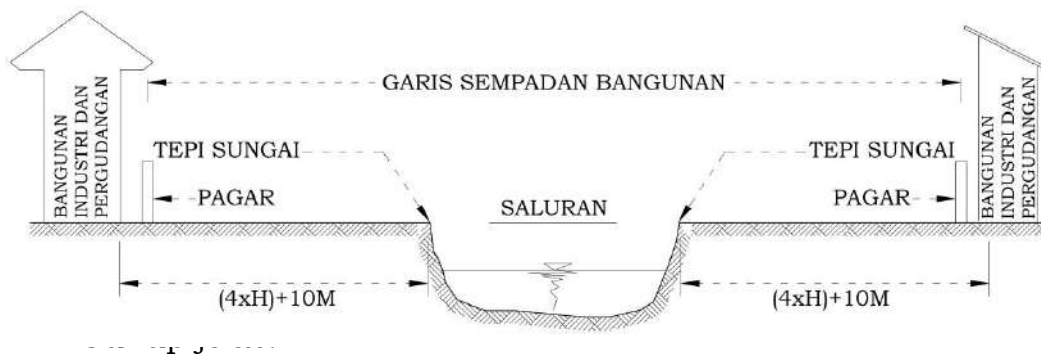 GARIS SEMPADAN BANGUNAN
BANGUNAN
INDUSTRI DAN
PERGUDANGAN
TEPI SUNGAI
TEPI SUNGAI
BANGUNAN
INDUSTRI DAN
PERGUDANGAN
PAGAR
SALURAN
PAGAR
(4xH)+10M
(4xH)+10M